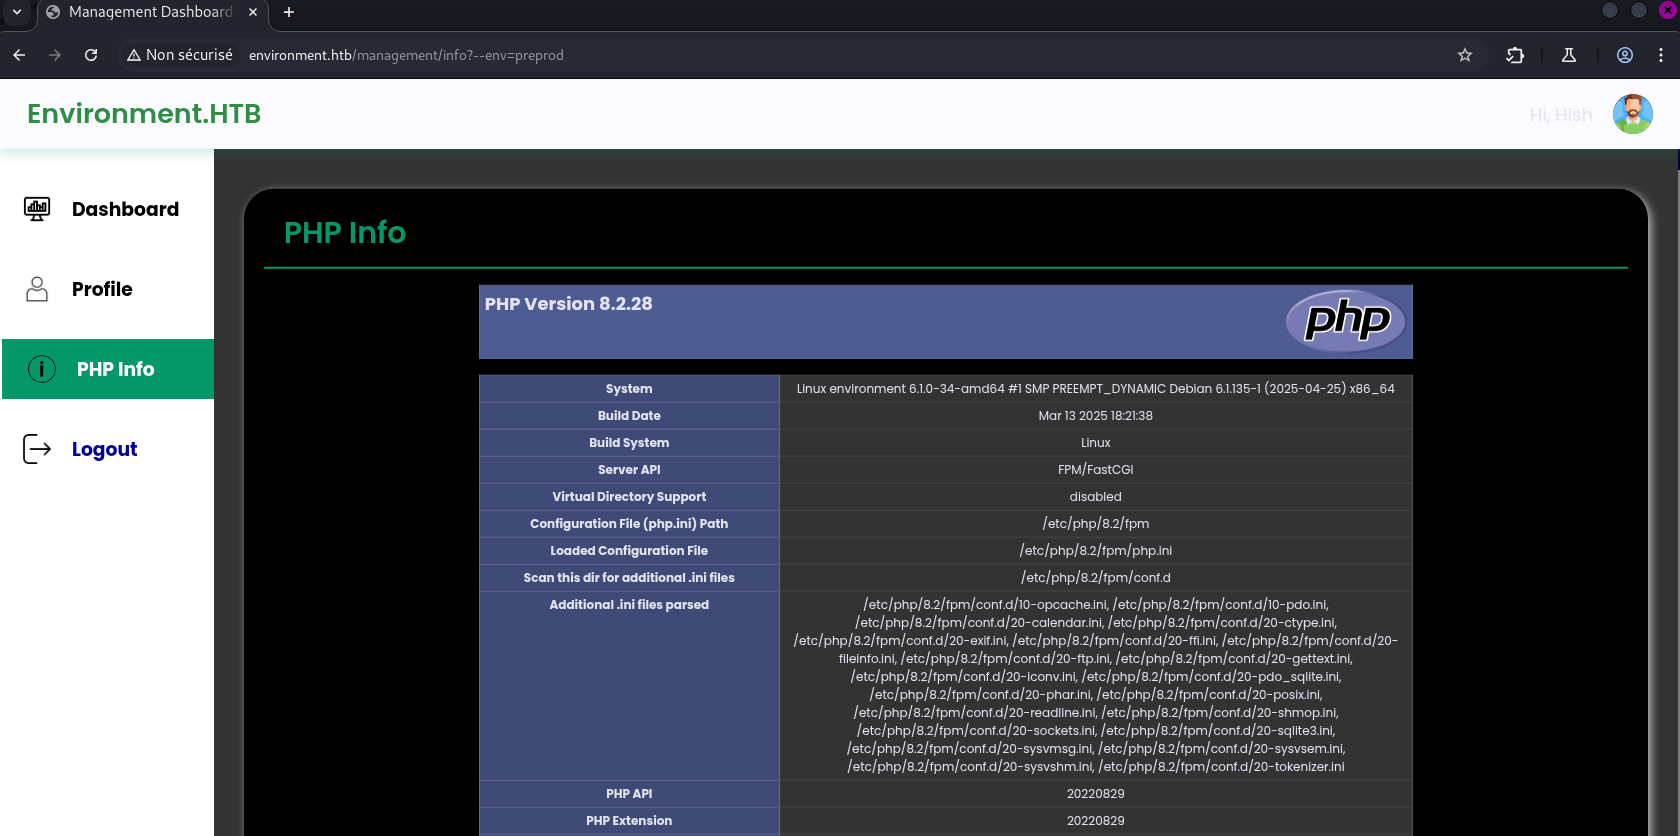 Management Dashboard
Non sécurisé environment.htb/management/info?--env=preprod
Environment.HTB
Hi, Hish
Dashboard
Profile
PHP Info
Logout
PHP Info
PHP Version 8.2.28
php
System Linux environment 6.1.0-34-amd64 #1 SMP PREEMPT_DYNAMIC Debian 6.1.135-1 (2025-04-25) x86_64
Build Date Mar 13 2025 18:21:38
Build System Linux
Server API FPM/FastCGI
Virtual Directory Support disabled
Configuration File (php.ini) Path /etc/php/8.2/fpm
Loaded Configuration File /etc/php/8.2/fpm/php.ini
Scan this dir for additional .ini files /etc/php/8.2/fpm/conf.d
Additional .ini files parsed /etc/php/8.2/fpm/conf.d/10-opcache.ini, /etc/php/8.2/fpm/conf.d/10-pdo.ini,
/etc/php/8.2/fpm/conf.d/20-calendar.ini, /etc/php/8.2/fpm/conf.d/20-ctype.ini,
/etc/php/8.2/fpm/conf.d/20-exif.ini, /etc/php/8.2/fpm/conf.d/20-ffi.ini, /etc/php/8.2/fpm/conf.d/20-
fileinfo.ini, /etc/php/8.2/fpm/conf.d/20-ftp.ini, /etc/php/8.2/fpm/conf.d/20-gettext.ini,
/etc/php/8.2/fpm/conf.d/20-iconv.ini, /etc/php/8.2/fpm/conf.d/20-pdo_sqlite.ini,
/etc/php/8.2/fpm/conf.d/20-phar.ini, /etc/php/8.2/fpm/conf.d/20-posix.ini,
/etc/php/8.2/fpm/conf.d/20-readline.ini, /etc/php/8.2/fpm/conf.d/20-shmop.ini,
/etc/php/8.2/fpm/conf.d/20-sockets.ini, /etc/php/8.2/fpm/conf.d/20-sqlite3.ini,
/etc/php/8.2/fpm/conf.d/20-sysvmsg.ini, /etc/php/8.2/fpm/conf.d/20-sysvsem.ini,
/etc/php/8.2/fpm/conf.d/20-sysvshm.ini, /etc/php/8.2/fpm/conf.d/20-tokenizer.ini
PHP API 20220829
PHP Extension 20220829